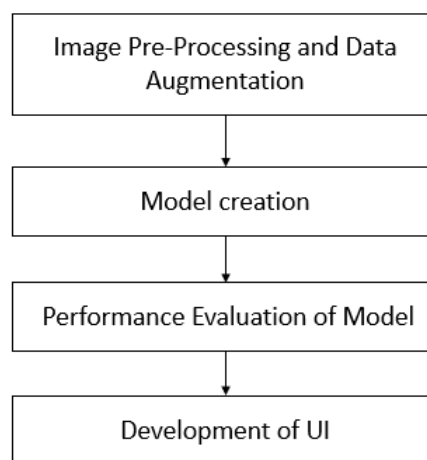 Image Pre-Processing and Data
Augmentation
Model creation
Performance Evaluation of Model
Development of UI